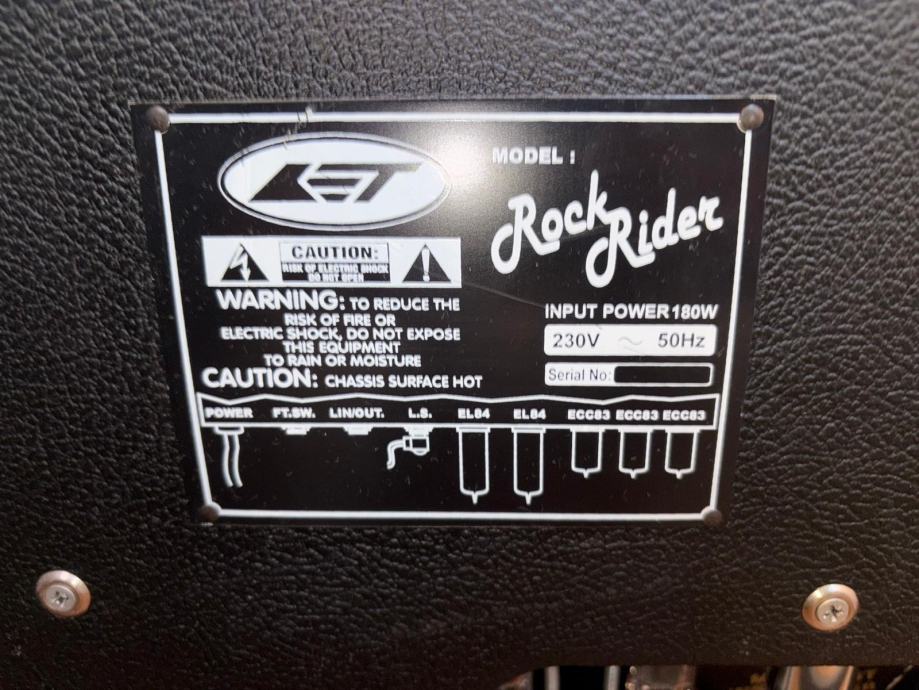 LET
MODEL :
Rock Rider
CAUTION:
RISK OF ELECTRIC SHOCK
DO NOT OPEN
WARNING: TO REDUCE THE
RISK OF FIRE OR
ELECTRIC SHOCK, DO NOT EXPOSE
THIS EQUIPMENT
TO RAIN OR MOISTURE
CAUTION: CHASSIS SURFACE HOT
INPUT POWER 180W
230V ~ 50Hz
Serial No:
POWER FT.SW. LIN/OUT. L.S. EL84 EL84 ECC83 ECC83 ECC83